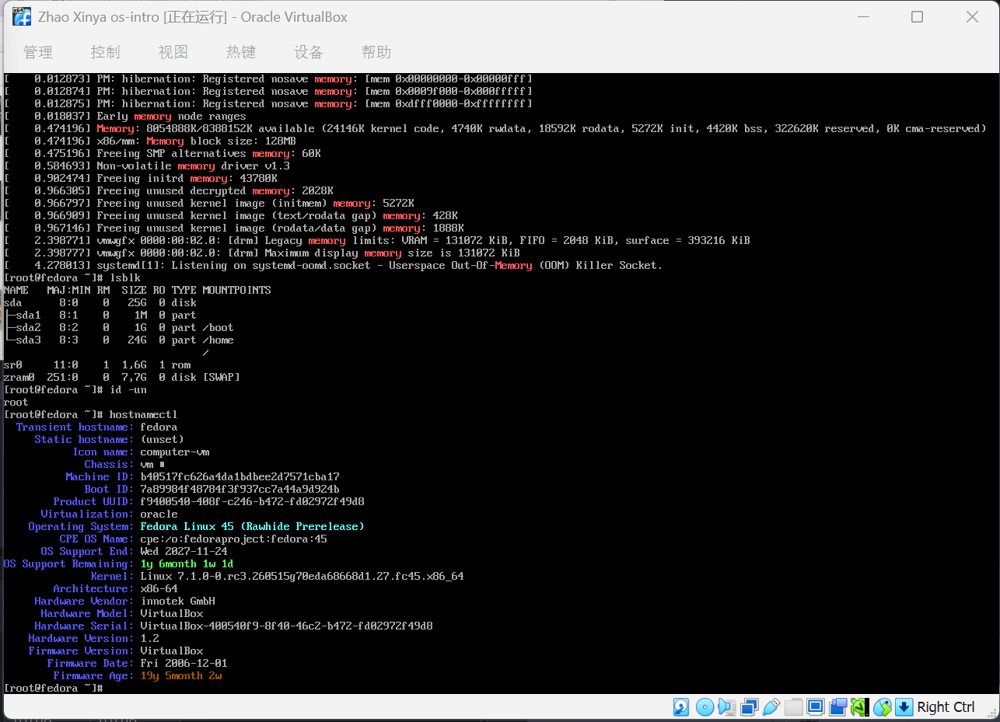 Zhao Xinya os-intro [正在运行] - Oracle VirtualBox
管理 控制 视图 热键 设备 帮助
[    0.012873] PM: hibernation: Registered nosave memory: [mem 0x00000000-0x00000fff]
[    0.012874] PM: hibernation: Registered nosave memory: [mem 0x0009f000-0x000fffff]
[    0.012875] PM: hibernation: Registered nosave memory: [mem 0xdfff0000-0xffffffff]
[    0.018037] Early memory node ranges
[    0.474196] Memory: 8054888K/8388152K available (24146K kernel code, 4740K rwdata, 18592K rodata, 5272K init, 4420K bss, 322620K reserved, 0K cma-reserved)
[    0.474196] x86/mm: Memory block size: 128MB
[    0.475196] Freeing SMP alternatives memory: 60K
[    0.584693] Non-volatile memory driver v1.3
[    0.902474] Freeing initrd memory: 43780K
[    0.966305] Freeing unused decrypted memory: 2028K
[    0.966797] Freeing unused kernel image (initmem) memory: 5272K
[    0.966909] Freeing unused kernel image (text/rodata gap) memory: 428K
[    0.967146] Freeing unused kernel image (rodata/data gap) memory: 1888K
[    2.398771] vmwgfx 0000:00:02.0: [drm] Legacy memory limits: VRAM = 131072 KiB, FIFO = 2048 KiB, surface = 393216 KiB
[    2.398777] vmwgfx 0000:00:02.0: [drm] Maximum display memory size is 131072 KiB
[    4.278013] systemd[1]: Listening on systemd-oomd.socket - Userspace Out-Of-Memory (OOM) Killer Socket.
[root@fedora ~]# lsblk
NAME   MAJ:MIN RM  SIZE RO TYPE MOUNTPOINTS
sda      8:0    0   25G  0 disk
├─sda1   8:1    0    1M  0 part
├─sda2   8:2    0    1G  0 part /boot
└─sda3   8:3    0   24G  0 part /home
                                /
sr0     11:0    1  1,6G  1 rom
zram0  251:0    0  7,7G  0 disk [SWAP]
[root@fedora ~]# id -un
root
[root@fedora ~]# hostnamectl
  Transient hostname: fedora
     Static hostname: (unset)
           Icon name: computer-vm
             Chassis: vm ■
          Machine ID: b40517fc626a4da1bdbee2d7571cba17
             Boot ID: 7a89984f48784f3f937cc7a44a9d924b
        Product UUID: f9400540-408f-c246-b472-fd02972f49d8
      Virtualization: oracle
    Operating System: Fedora Linux 45 (Rawhide Prerelease)
         CPE OS Name: cpe:/o:fedoraproject:fedora:45
      OS Support End: Wed 2027-11-24
OS Support Remaining: 1y 6month 1w 1d
              Kernel: Linux 7.1.0-0.rc3.260515g70eda68668d1.27.fc45.x86_64
        Architecture: x86-64
     Hardware Vendor: innotek GmbH
      Hardware Model: VirtualBox
     Hardware Serial: VirtualBox-400540f9-8f40-46c2-b472-fd02972f49d8
    Hardware Version: 1.2
    Firmware Version: VirtualBox
       Firmware Date: Fri 2006-12-01
        Firmware Age: 19y 5month 2w
[root@fedora ~]#
Right Ctrl